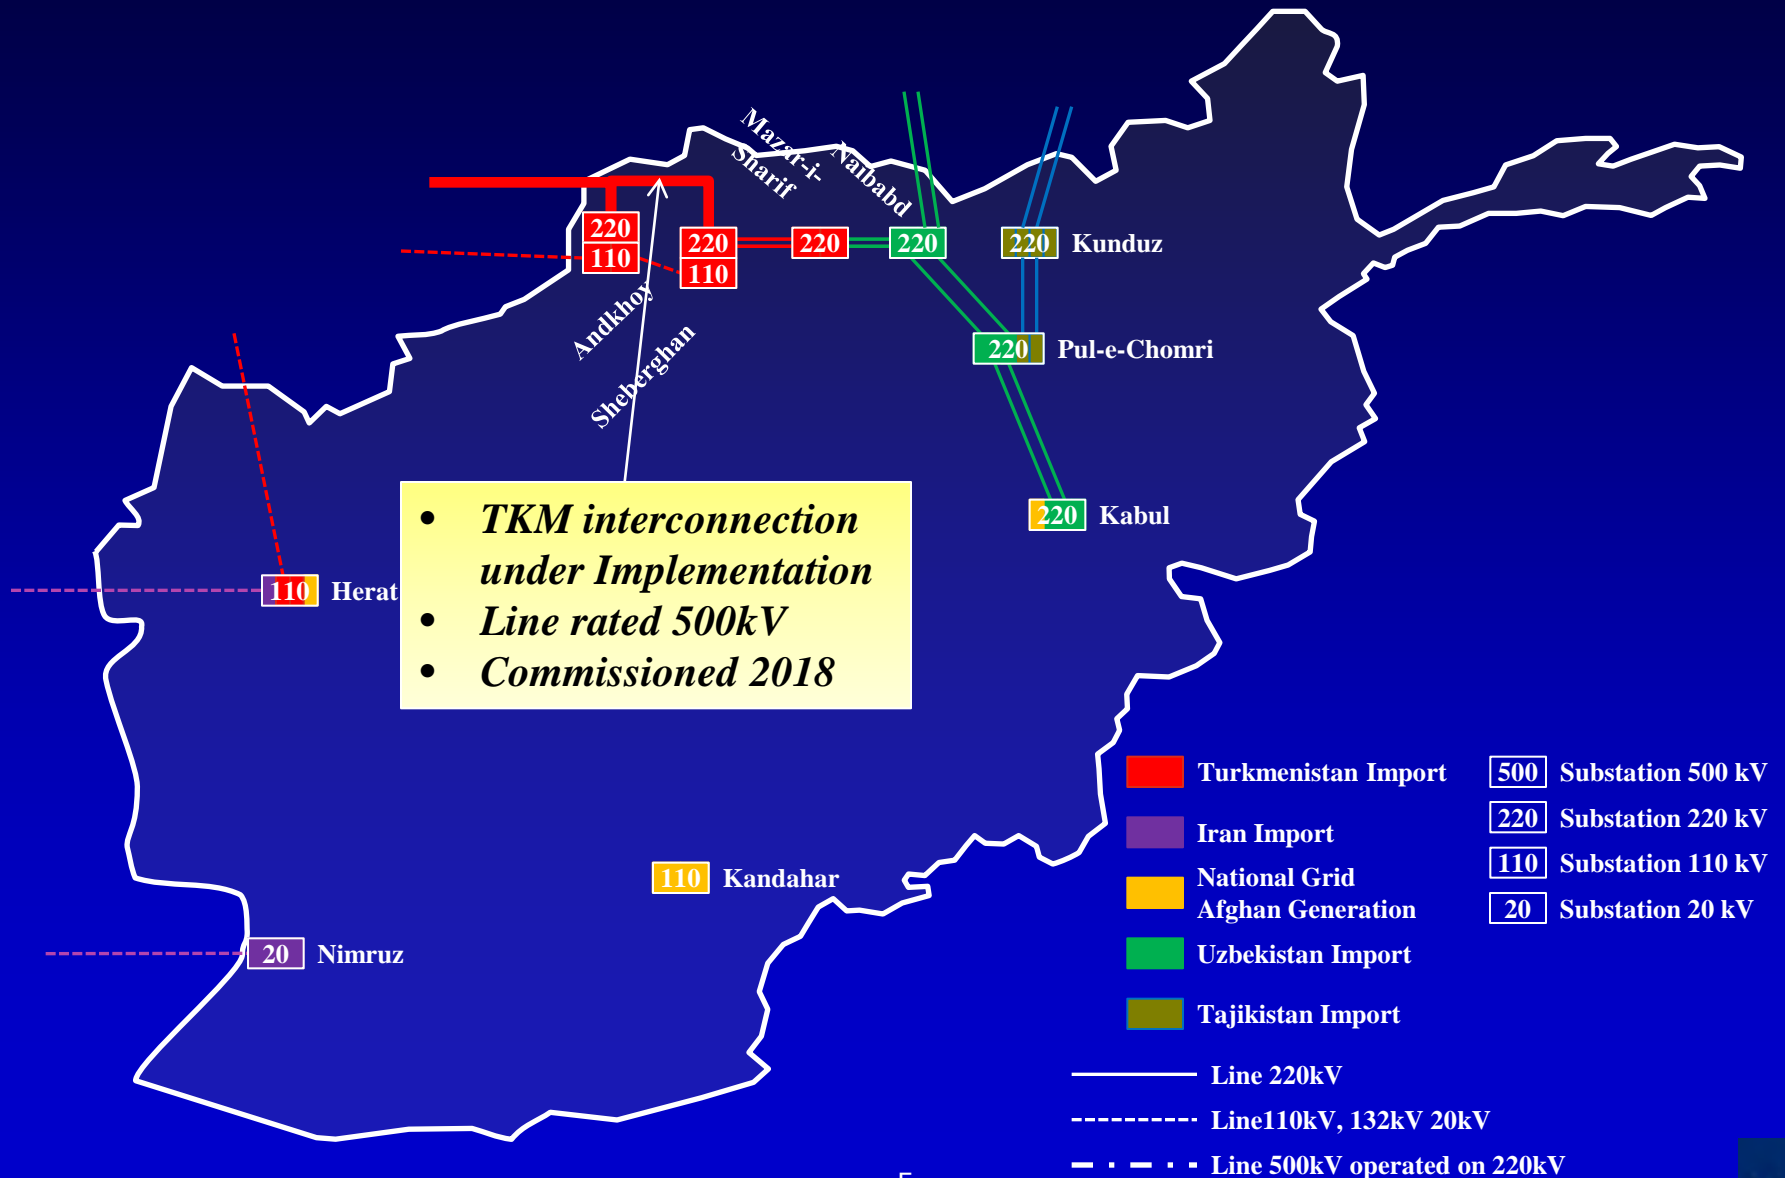 Mazar-i-
Sharif
Naibabd
220
110
220
110
220
220
220
Kunduz
Andkhoy
Sheberghan
220
Pul-e-Chomri
220
Kabul
110
Herat
• TKM interconnection
under Implementation
• Line rated 500kV
• Commissioned 2018
110
Kandahar
20
Nimruz
Turkmenistan Import
Iran Import
National Grid
Afghan Generation
Uzbekistan Import
Tajikistan Import
500 Substation 500 kV
220 Substation 220 kV
110 Substation 110 kV
20 Substation 20 kV
Line 220kV
Line110kV, 132kV 20kV
Line 500kV operated on 220kV